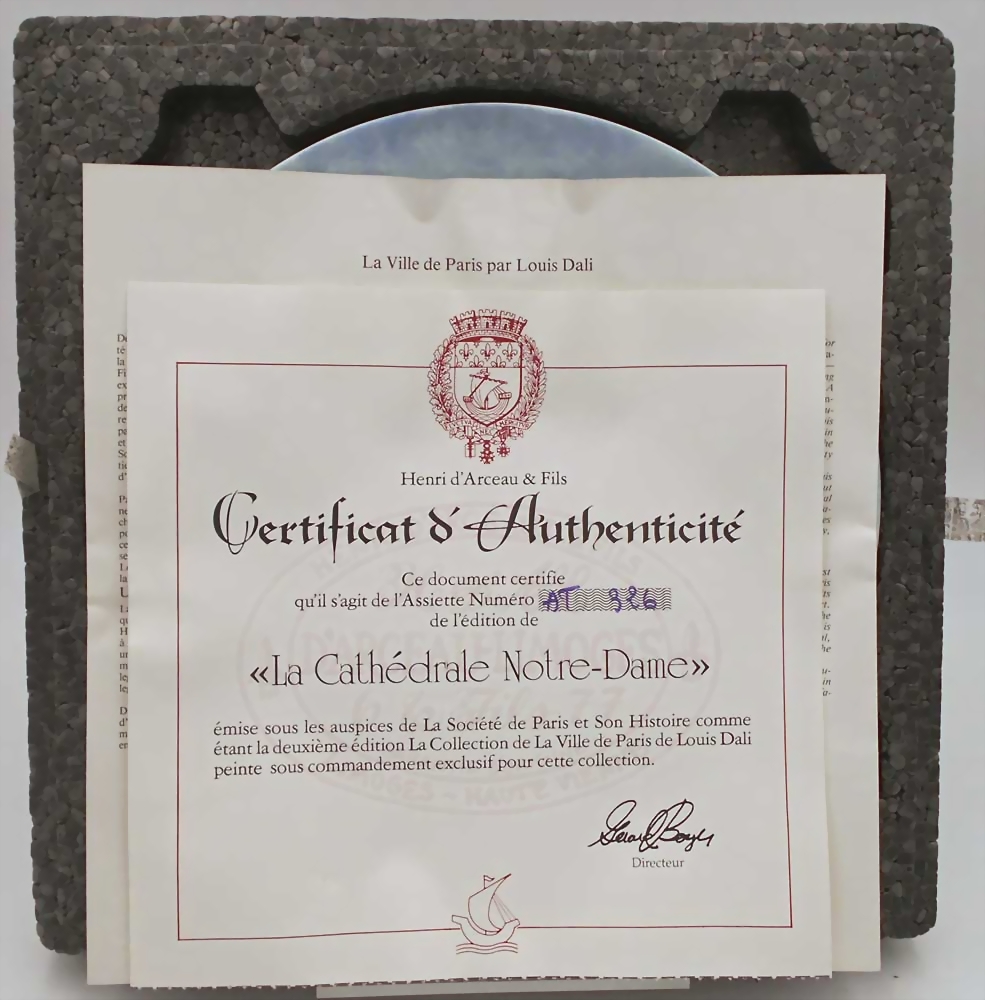 La Ville de Paris par Louis Dali
Henri d'Arceau & Fils
Certificat d'Authenticité
Ce document certifie
qu'il s'agit de l'Assiette Numéro AT 326
de l'édition de
«La Cathédrale Notre-Dame»
émise sous les auspices de La Société de Paris et Son Histoire comme
étant la deuxième édition La Collection de La Ville de Paris de Louis Dali
peinte sous commandement exclusif pour cette collection.
Directeur